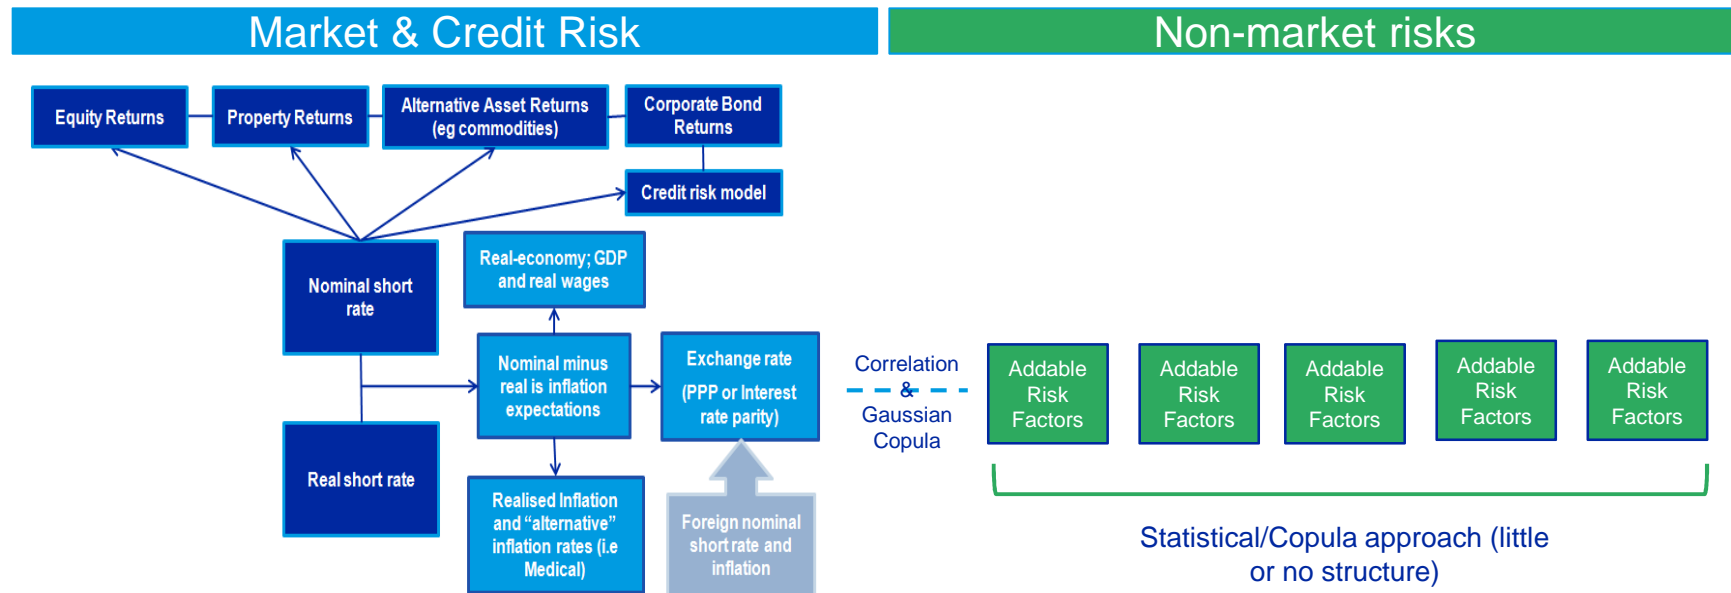 Market & Credit Risk
Non-market risks
Equity Returns
Property Returns
Alternative Asset Returns
(eg commodities)
Corporate Bond
Returns
Credit risk model
Nominal short
rate
Real-economy; GDP
and real wages
Nominal minus
real is inflation
expectations
Exchange rate
(PPP or Interest
rate parity)
Real short rate
Realised Inflation
and “alternative”
inflation rates (i.e
Medical)
Foreign nominal
short rate and
inflation
Correlation
&
Gaussian
Copula
Addable
Risk
Factors
Addable
Risk
Factors
Addable
Risk
Factors
Addable
Risk
Factors
Addable
Risk
Factors
Statistical/Copula approach (little
or no structure)